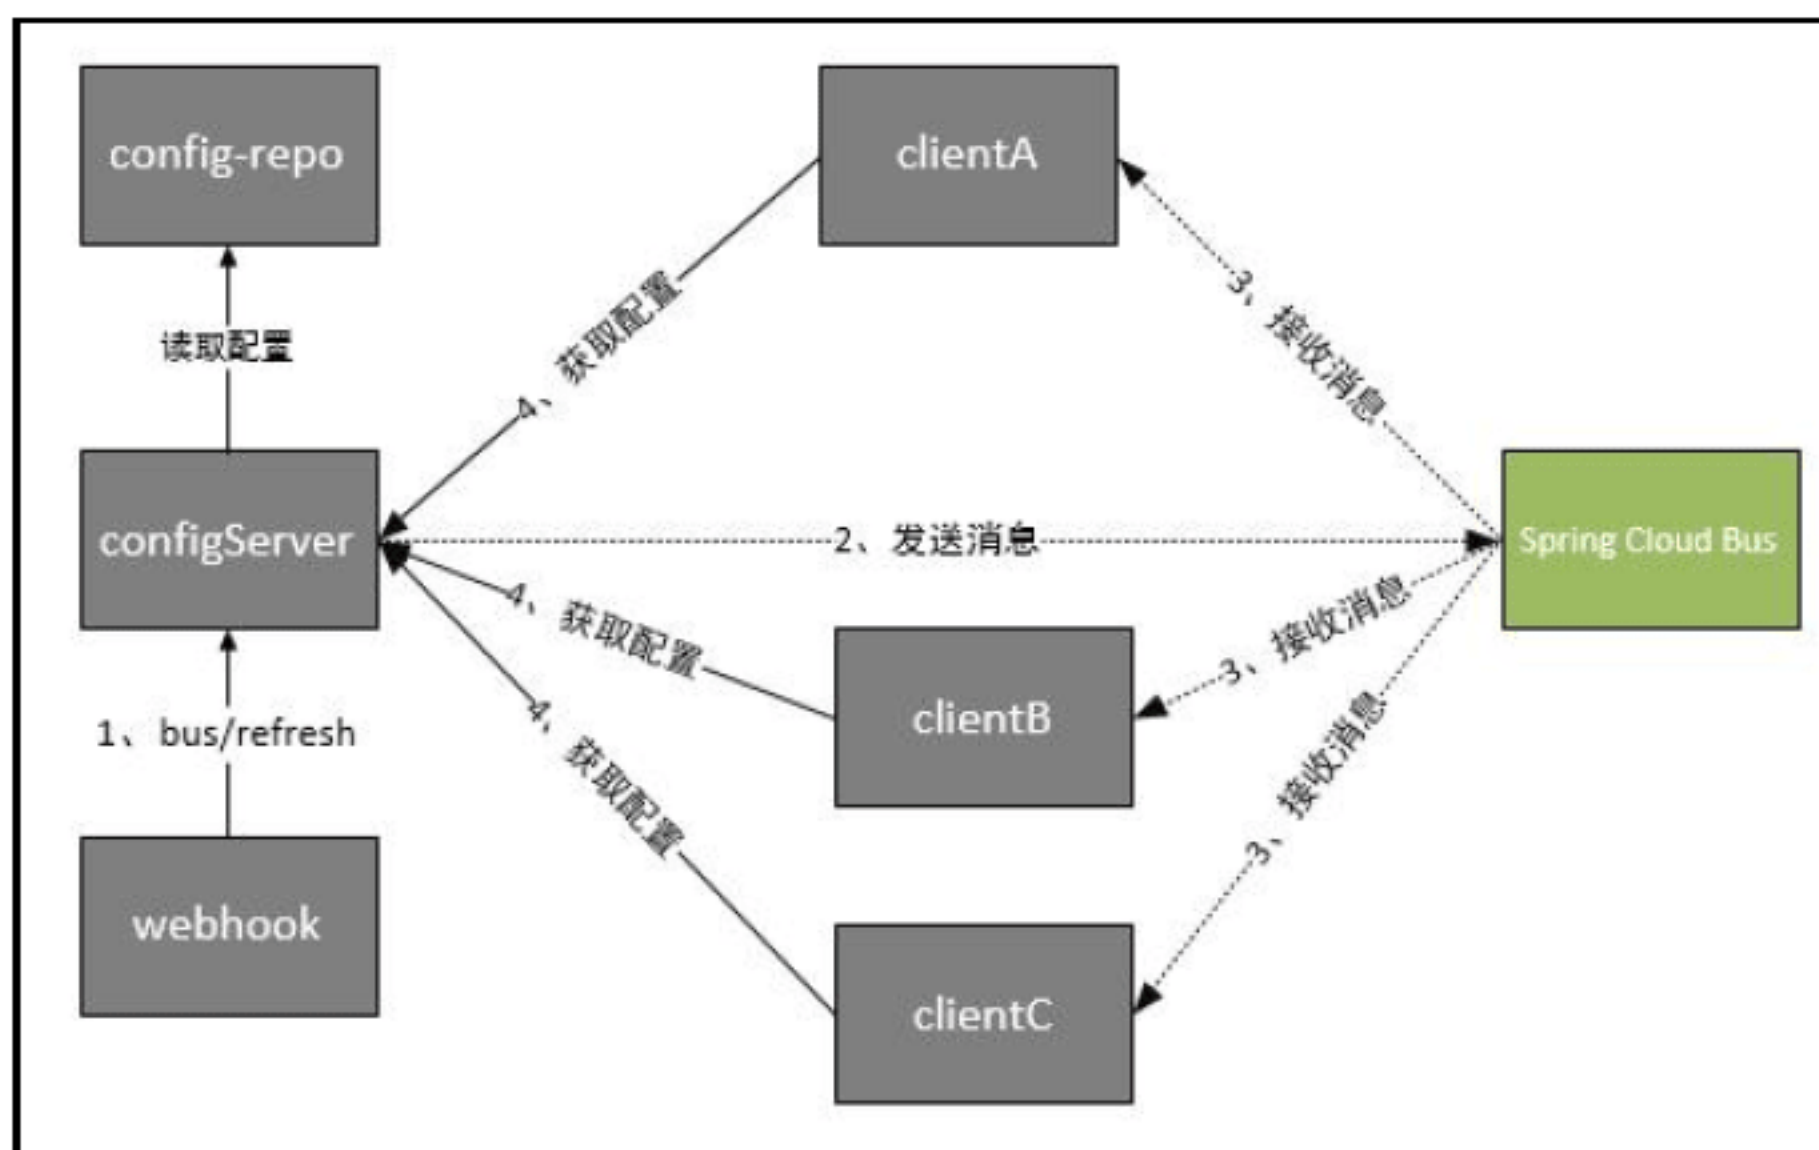 config-repo
clientA
读取配置
4、获取配置
3、接收消息
configServer
2、发送消息
Spring Cloud Bus
4、获取配置
3、接收消息
clientB
1、bus/refresh
4、获取配置
3、接收消息
webhook
clientC